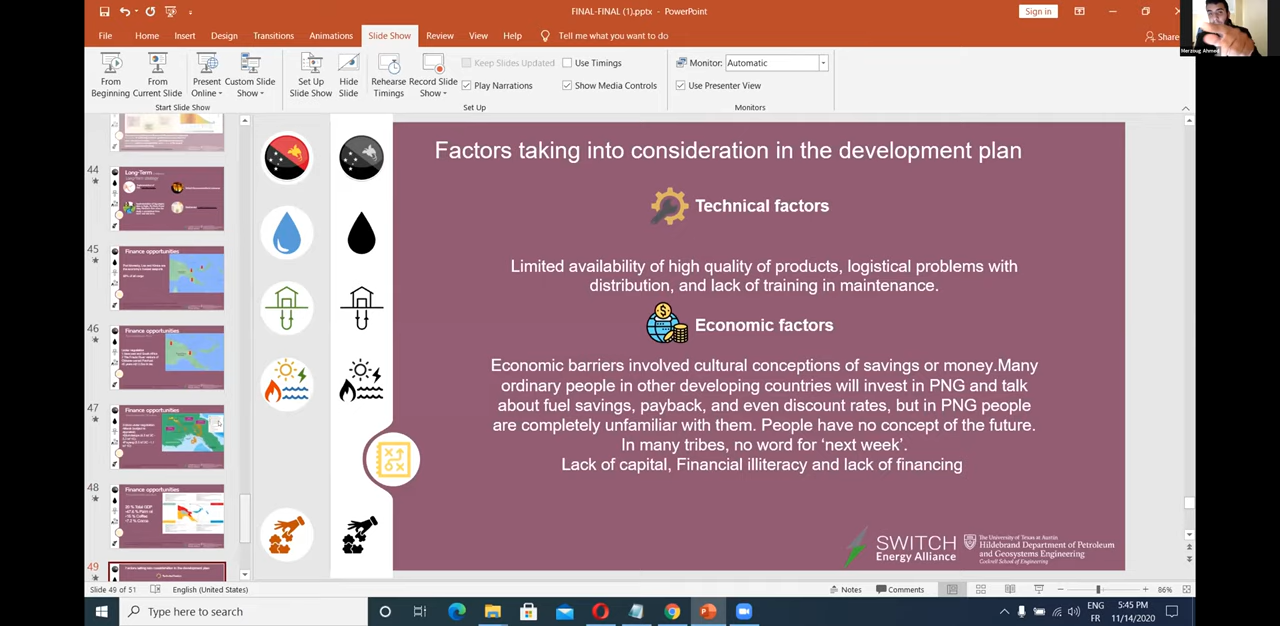 FINAL-FINAL (1).pptx - PowerPoint
Sign in
File Home Insert Design Transitions Animations Slide Show Review View Help Tell me what you want to do
Share
Merzoug Ahmed
From Beginning
From Current Slide
Present Online
Custom Slide Show
Set Up Slide Show
Hide Slide
Rehearse Timings
Record Slide Show
Keep Slides Updated
Use Timings
Play Narrations
Show Media Controls
Monitor: Automatic
Use Presenter View
Start Slide Show
Set Up
Monitors
44
Long-Term
45
Finance opportunities
46
Finance opportunities
47
Finance opportunities
48
Finance opportunities
49
Factors taking into consideration in the development plan
Technical factors
Limited availability of high quality of products, logistical problems with
distribution, and lack of training in maintenance.
Economic factors
Economic barriers involved cultural conceptions of savings or money.Many
ordinary people in other developing countries will invest in PNG and talk
about fuel savings, payback, and even discount rates, but in PNG people
are completely unfamiliar with them. People have no concept of the future.
In many tribes, no word for ‘next week’.
Lack of capital, Financial illiteracy and lack of financing
SWITCH
Energy Alliance
The University of Texas at Austin
Hildebrand Department of Petroleum
and Geosystems Engineering
Cockrell School of Engineering
Slide 49 of 51
English (United States)
Notes
Comments
86%
Type here to search
ENG
FR
5:45 PM
11/14/2020